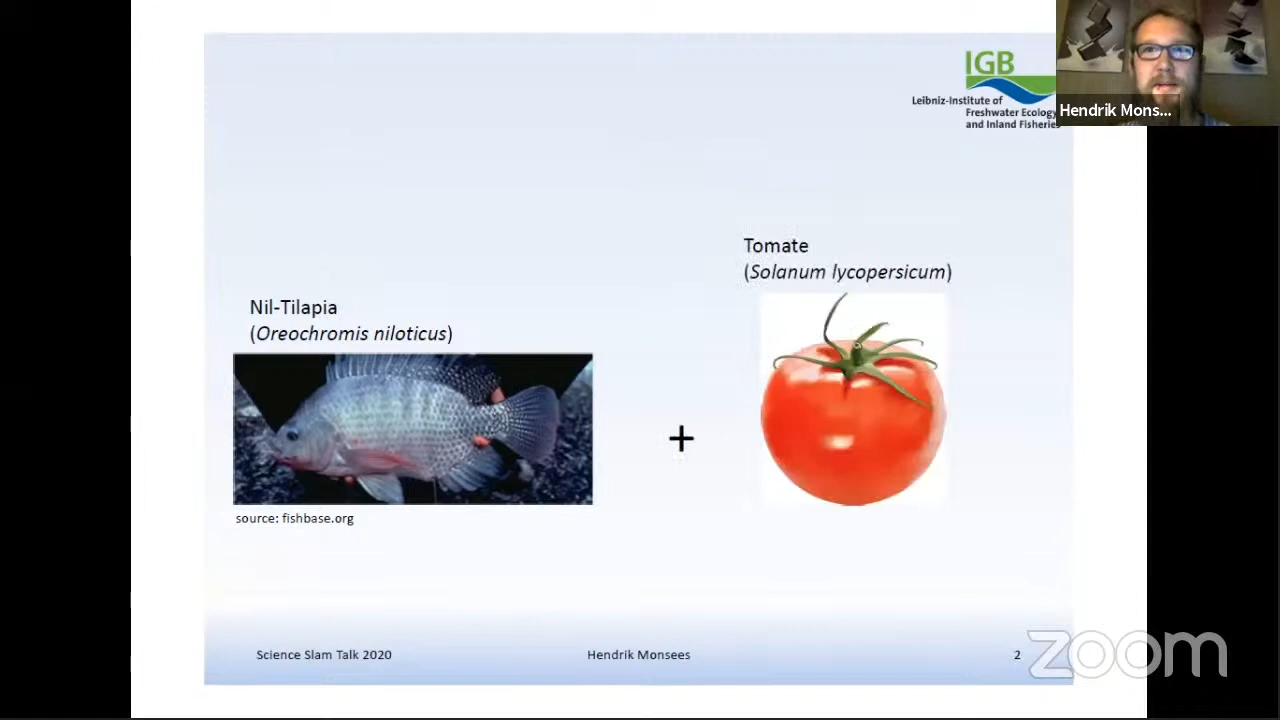 IGB
Leibniz-Institute of
Freshwater Ecology
and Inland Fisheries
Hendrik Mons...
Tomate
(Solanum lycopersicum)
Nil-Tilapia
(Oreochromis niloticus)
+
source: fishbase.org
Science Slam Talk 2020
Hendrik Monsees
2
zoom